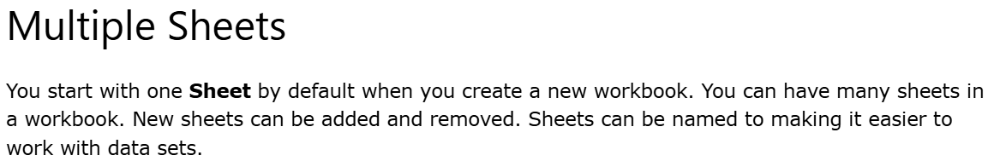 Multiple Sheets
You start with one Sheet by default when you create a new workbook. You can have many sheets in
a workbook. New sheets can be added and removed. Sheets can be named to making it easier to
work with data sets.